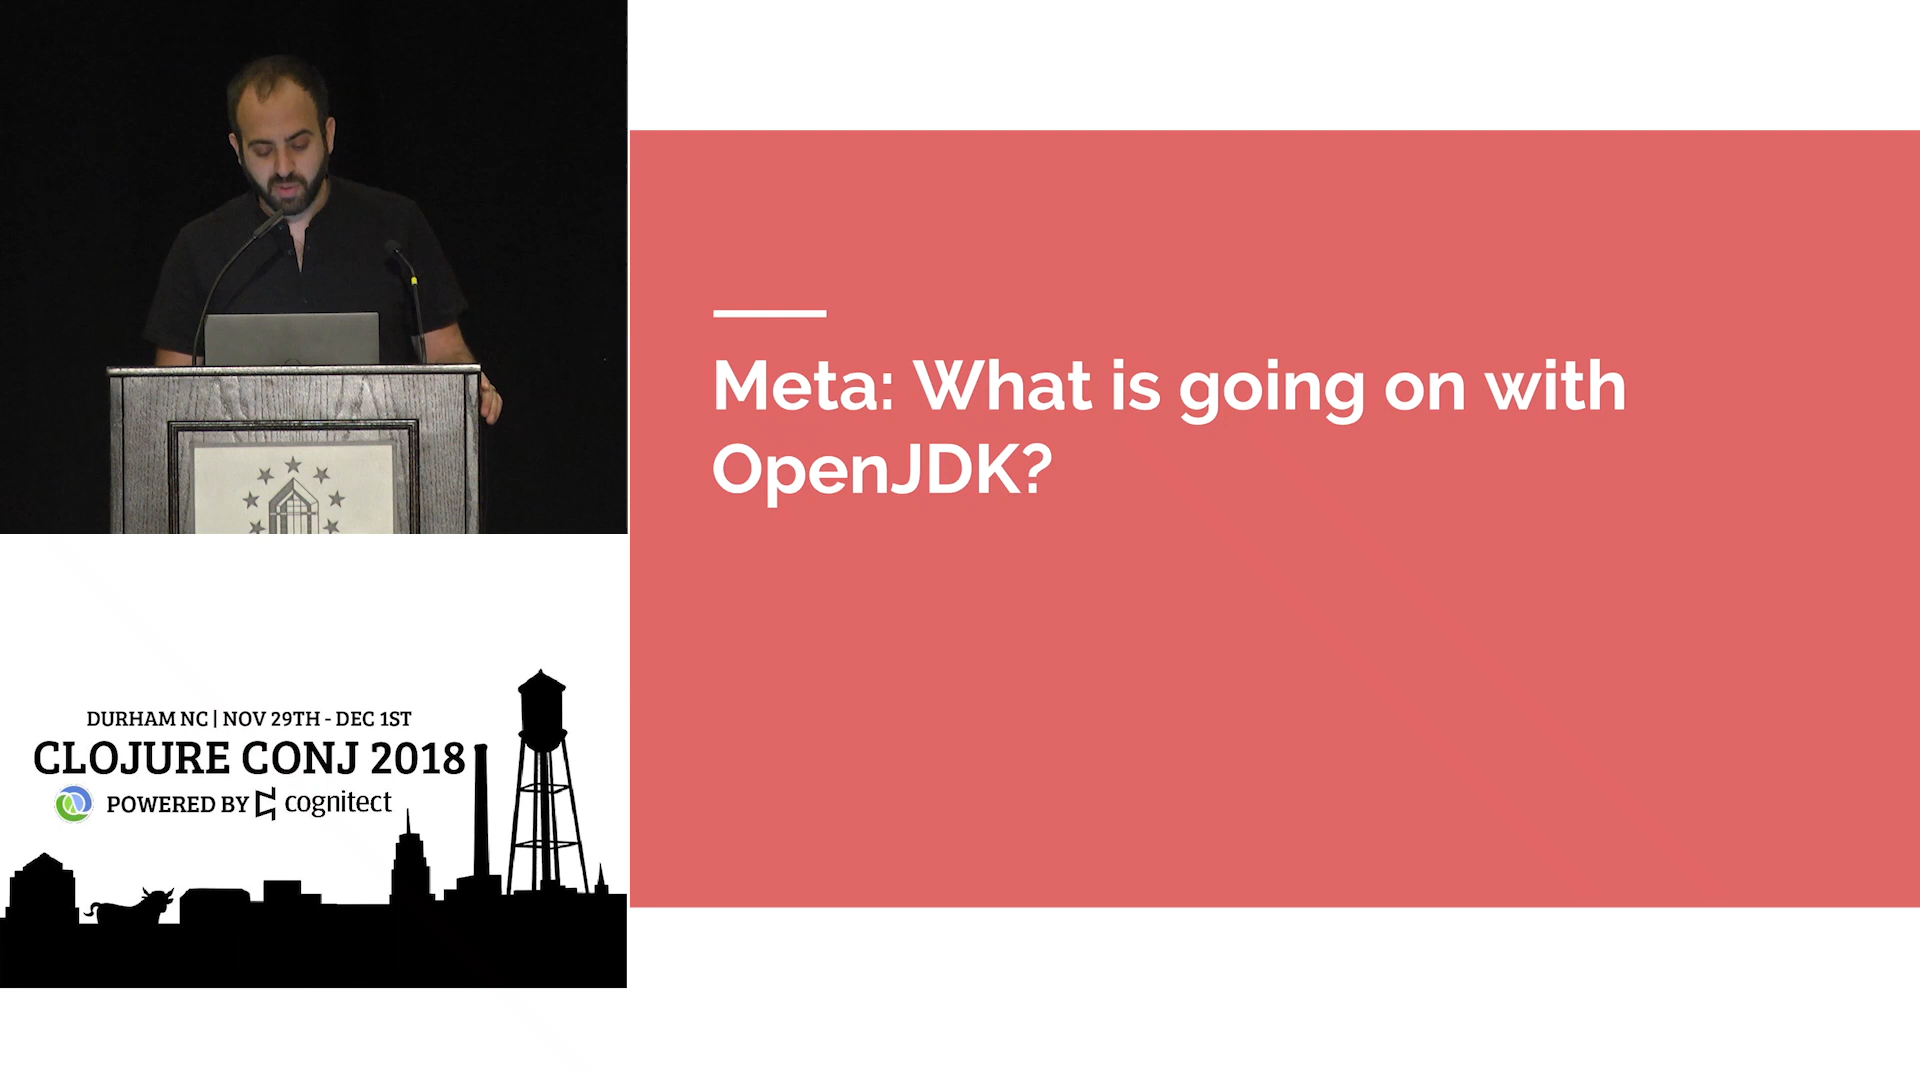 Meta: What is going on with
OpenJDK?
DURHAM NC | NOV 29TH - DEC 1ST
CLOJURE CONJ 2018
POWERED BY cognitect